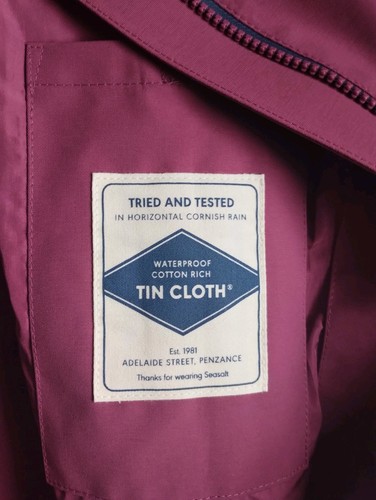 TRIED AND TESTED
IN HORIZONTAL CORNISH RAIN
WATERPROOF
COTTON RICH
TIN CLOTH®
Est. 1981
ADELAIDE STREET, PENZANCE
Thanks for wearing Seasalt